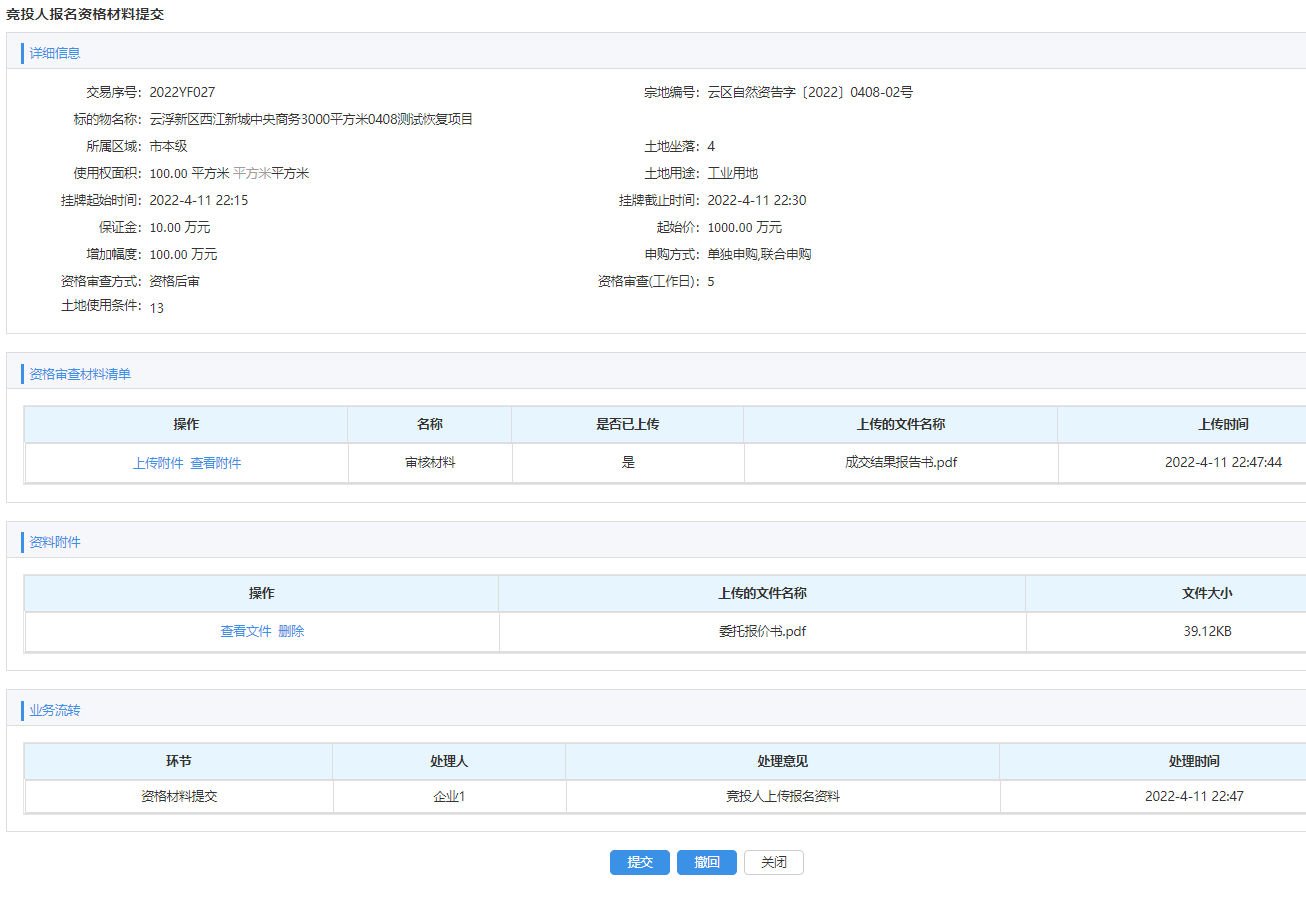 竞投人报名资格材料提交
详细信息
交易序号： 2022YF027 宗地编号： 云区自然资告字〔2022〕0408-02号
标的物名称： 云浮新区西江新城中央商务3000平方米0408测试恢复项目
所属区域： 市本级 土地坐落： 4
使用权面积： 100.00 平方米 平方米平方米 土地用途： 工业用地
挂牌起始时间： 2022-4-11 22:15 挂牌截止时间： 2022-4-11 22:30
保证金： 10.00 万元 起始价： 1000.00 万元
增加幅度： 100.00 万元 申购方式： 单独申购,联合申购
资格审查方式： 资格后审 资格审查(工作日)： 5
土地使用条件： 13
资格审查材料清单
操作 名称 是否已上传 上传的文件名称 上传时间
上传附件 查看附件 审核材料 是 成交结果报告书.pdf 2022-4-11 22:47:44
资料附件
操作 上传的文件名称 文件大小
查看文件 删除 委托报价书.pdf 39.12KB
业务流转
环节 处理人 处理意见 处理时间
资格材料提交 企业1 竞投人上传报名资料 2022-4-11 22:47
提交 撤回 关闭